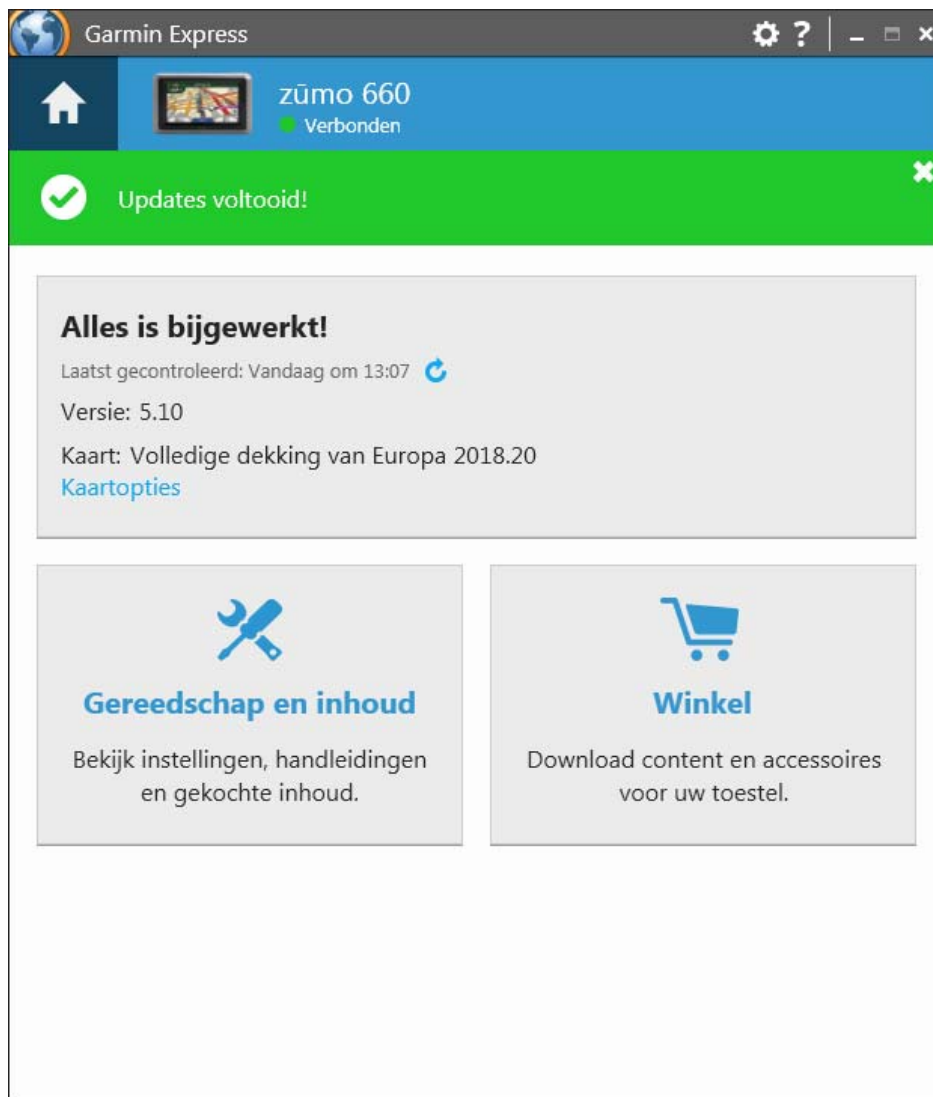 Garmin Express
?
zūmo 660
Verbonden
Updates voltooid!
Alles is bijgewerkt!
Laatst gecontroleerd: Vandaag om 13:07
Versie: 5.10
Kaart: Volledige dekking van Europa 2018.20
Kaartopties
Gereedschap en inhoud
Bekijk instellingen, handleidingen
en gekochte inhoud.
Winkel
Download content en accessoires
voor uw toestel.